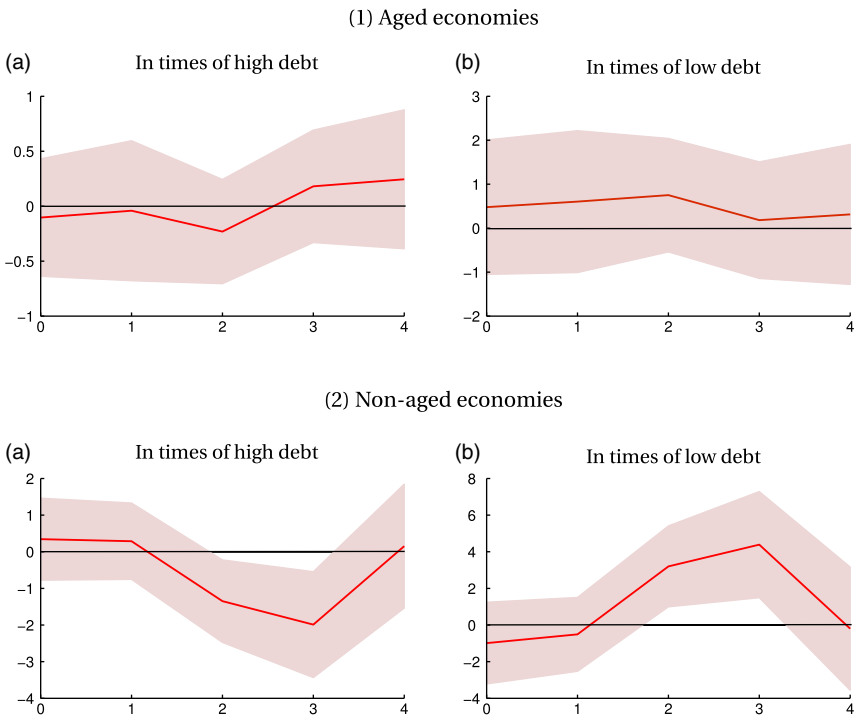 (1) Aged economies
(a)
In times of high debt
1
0.5
0
−0.5
−1
0 1 2 3 4
(b)
In times of low debt
3
2
1
0
−1
−2
0 1 2 3 4
(2) Non-aged economies
(a)
In times of high debt
2
1
0
−1
−2
−3
−4
0 1 2 3 4
(b)
In times of low debt
8
6
4
2
0
−2
−4
0 1 2 3 4